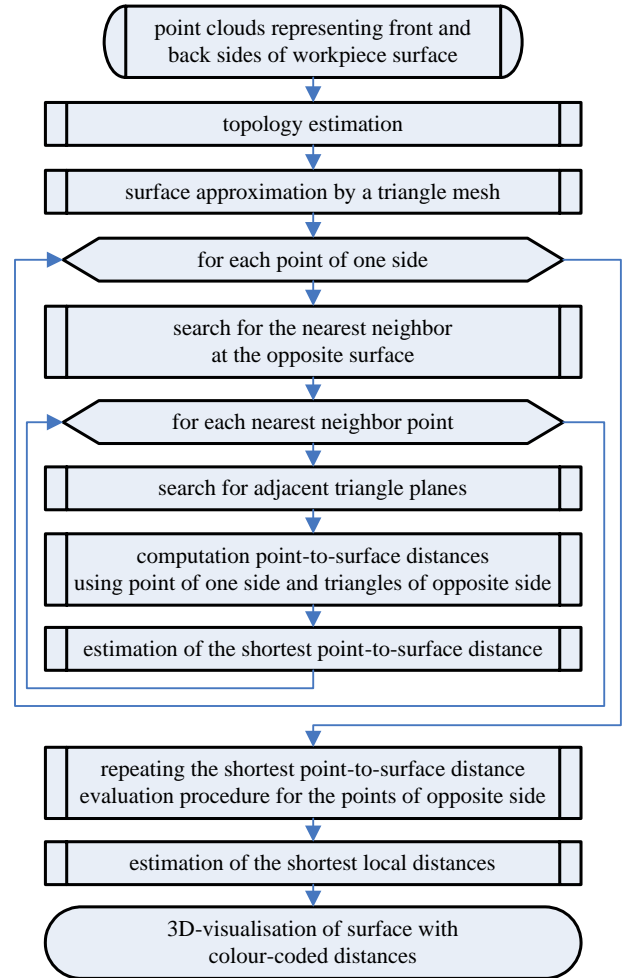 point clouds representing front and
back sides of workpiece surface
topology estimation
surface approximation by a triangle mesh
for each point of one side
search for the nearest neighbor
at the opposite surface
for each nearest neighbor point
search for adjacent triangle planes
computation point-to-surface distances
using point of one side and triangles of opposite side
estimation of the shortest point-to-surface distance
repeating the shortest point-to-surface distance
evaluation procedure for the points of opposite side
estimation of the shortest local distances
3D-visualisation of surface with
colour-coded distances